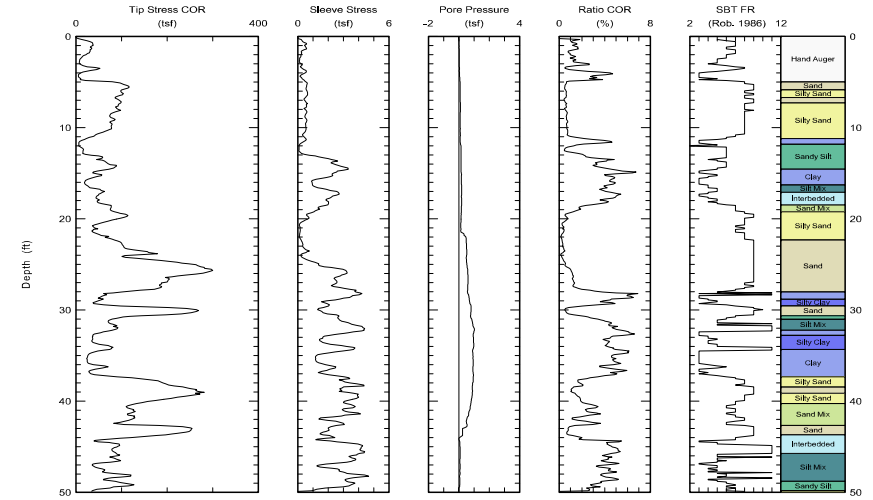 Tip Stress COR Sleeve Stress Pore Pressure Ratio COR SBT FR
0 (tsf) 400 0 (tsf) 6 -2 (tsf) 4 0 (%) 8 2 (Rob. 1986) 12
0 0
Hand Auger
Sand
Silty Sand
10 Silty Sand 10
Sandy Silt
Clay
Silt Mix
Interbedded
Sand Mix
20 20
Silty Sand
Depth (ft)
Sand
Silty Clay
30 Sand 30
Silt Mix
Silty Clay
Clay
Silty Sand
40 Silty Sand 40
Sand Mix
Sand
Interbedded
Silt Mix
Sandy Silt
50 50